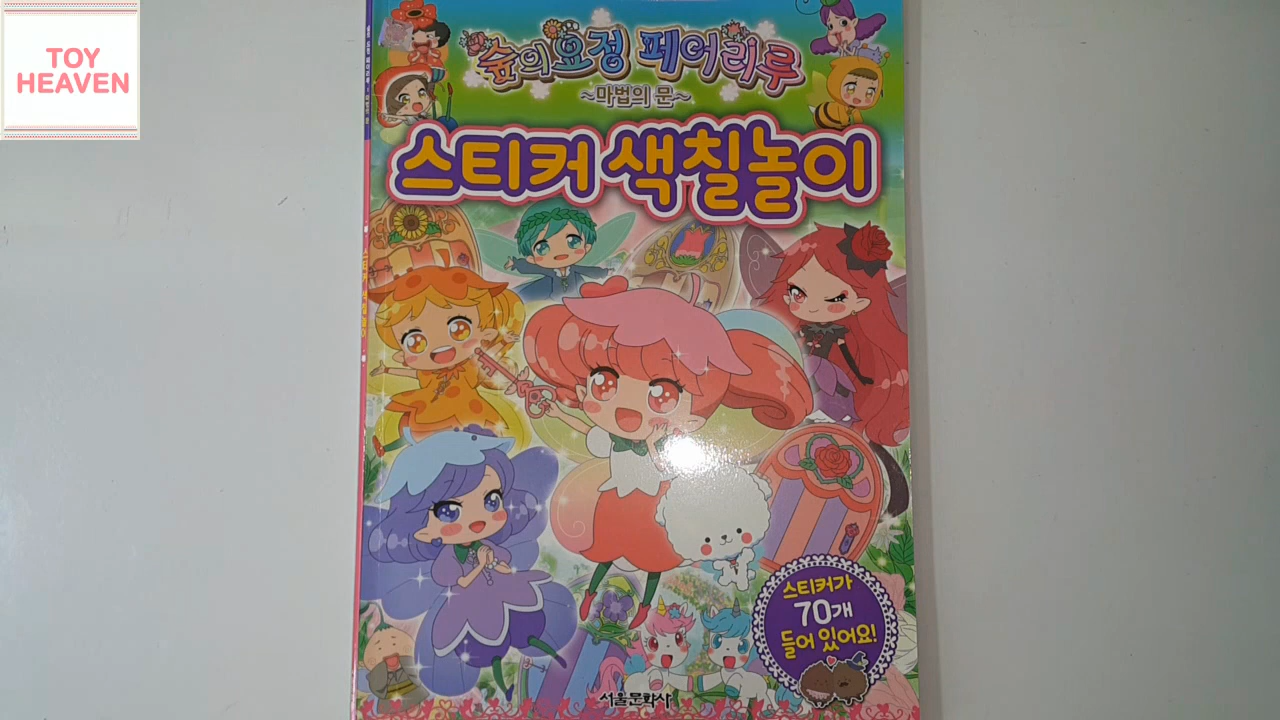 TOY
HEAVEN
숲의요정 페어리루
~마법의 문~
스티커 색칠놀이
스티커가
70개
들어 있어요!
서울문화사